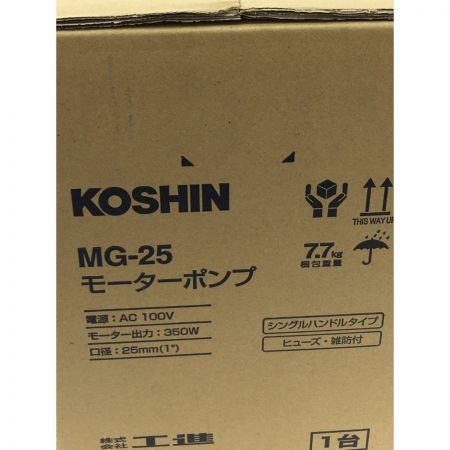 KOSHIN
THIS WAY UP
MG-25
モーターポンプ
7.7kg
梱包重量
電源：AC 100V
モーター出力：350W
口径：25mm(1")
シングルハンドルタイプ
ヒューズ・雑防付
株式会社 工進
1台